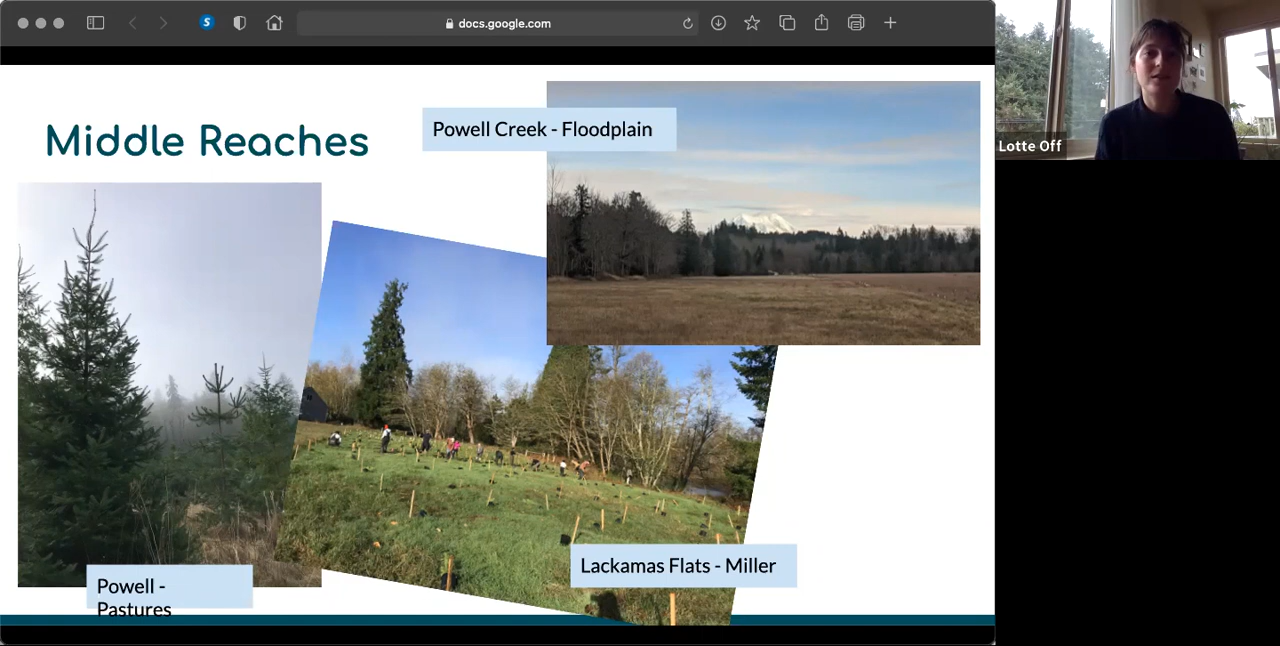 docs.google.com
Middle Reaches
Powell Creek - Floodplain
Lotte Off
Lackamas Flats - Miller
Powell -
Pastures